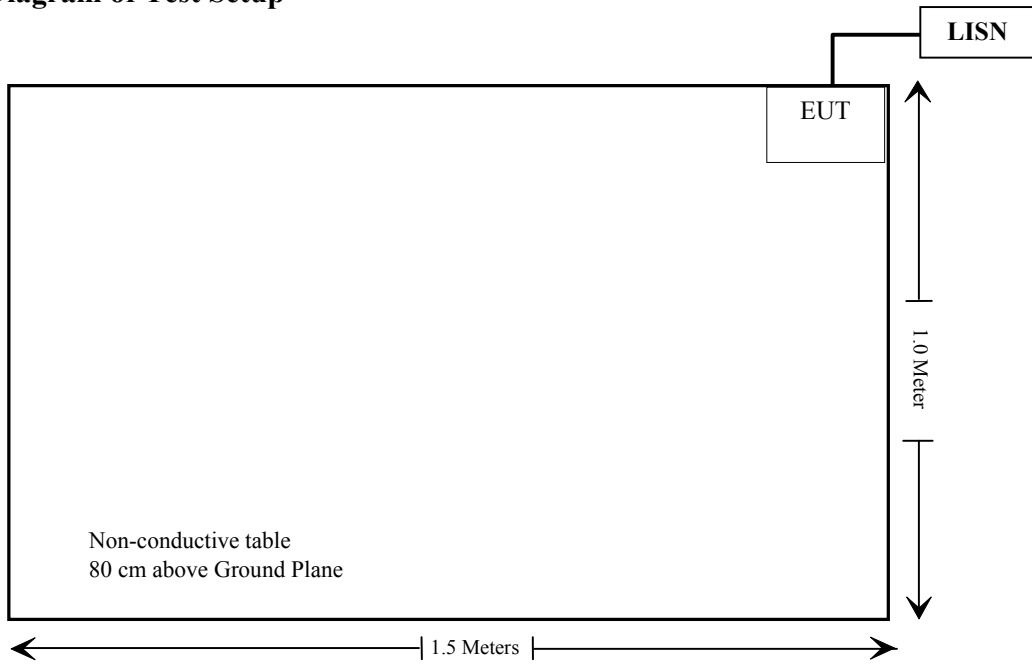 Diagram of Test Setup
LISN
EUT
1.0 Meter
Non-conductive table
80 cm above Ground Plane
1.5 Meters